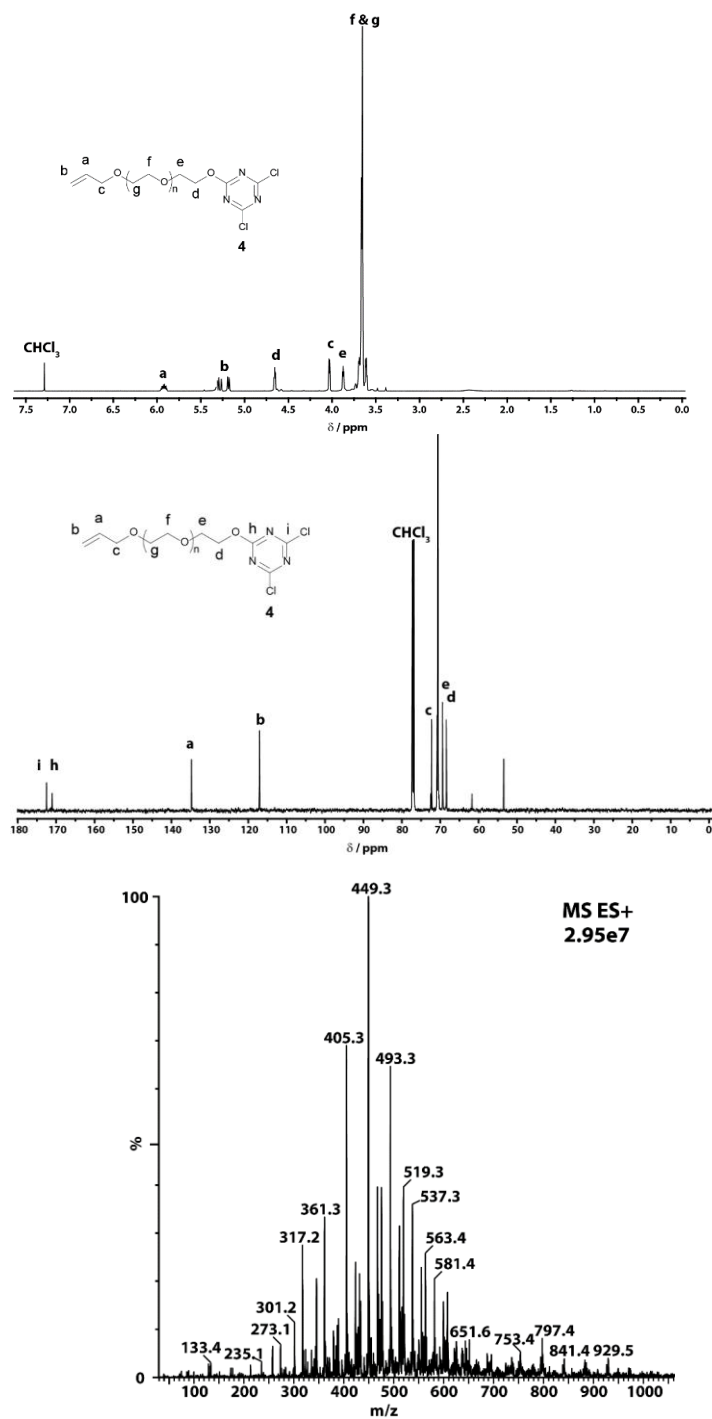 f & g
a
b
c
O
g
f
O
n
e
d
O
N
N
N
Cl
Cl
4
CHCl3
a
b
d
c
e
7.5 7.0 6.5 6.0 5.5 5.0 4.5 4.0 3.5 3.0 2.5 2.0 1.5 1.0 0.5 0.0
δ / ppm
a
b
c
O
g
f
O
n
e
d
O
h
i
N
N
N
Cl
Cl
4
CHCl3
i h
a
b
c
e
d
180 170 160 150 140 130 120 110 100 90 80 70 60 50 40 30 20 10 0
δ / ppm
449.3
100
MS ES+
2.95e7
405.3
493.3
%
519.3
537.3
361.3
317.2
563.4
581.4
301.2
273.1
133.4
235.1
651.6
753.4
797.4
841.4
929.5
0
100 200 300 400 500 600 700 800 900 1000
m/z